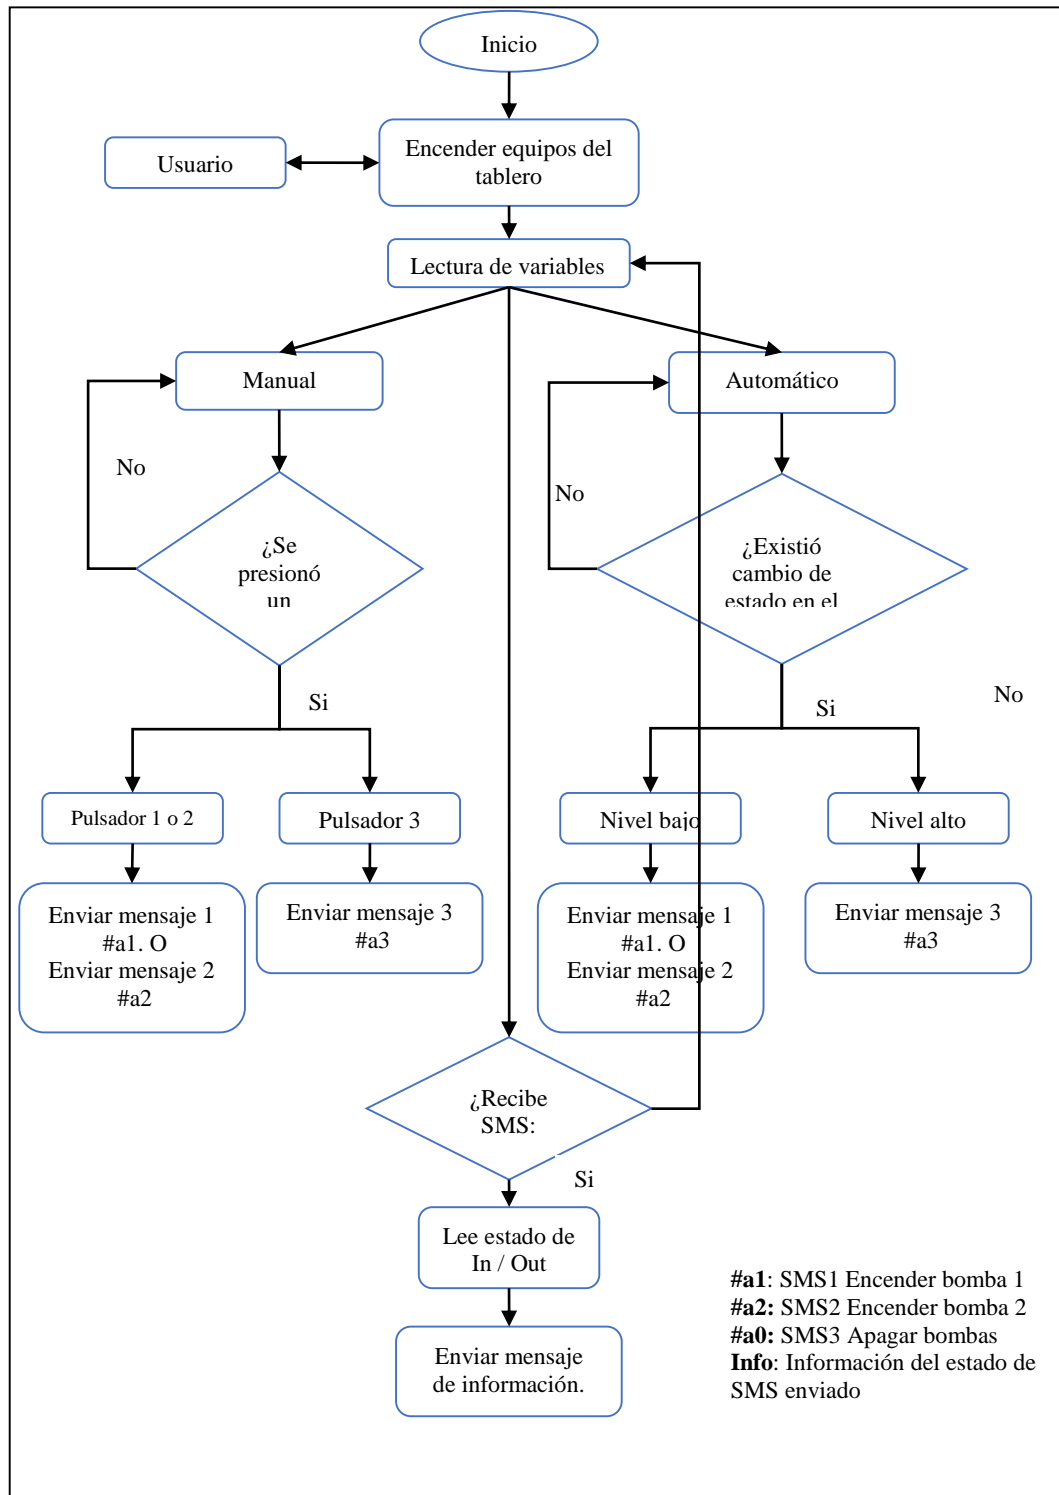 Inicio
Encender equipos del
tablero
Usuario
Lectura de variables
Manual
Automático
No
No
¿Se
presionó
un
¿Existió
cambio de
estado en el
Si
Si
No
Pulsador 1 o 2
Pulsador 3
Nivel bajo
Nivel alto
Enviar mensaje 1
#a1. O
Enviar mensaje 2
#a2
Enviar mensaje 3
#a3
Enviar mensaje 1
#a1. O
Enviar mensaje 2
#a2
Enviar mensaje 3
#a3
¿Recibe
SMS:
Si
Lee estado de
In / Out
Enviar mensaje
de información.
#a1: SMS1 Encender bomba 1
#a2: SMS2 Encender bomba 2
#a0: SMS3 Apagar bombas
Info: Información del estado de
SMS enviado